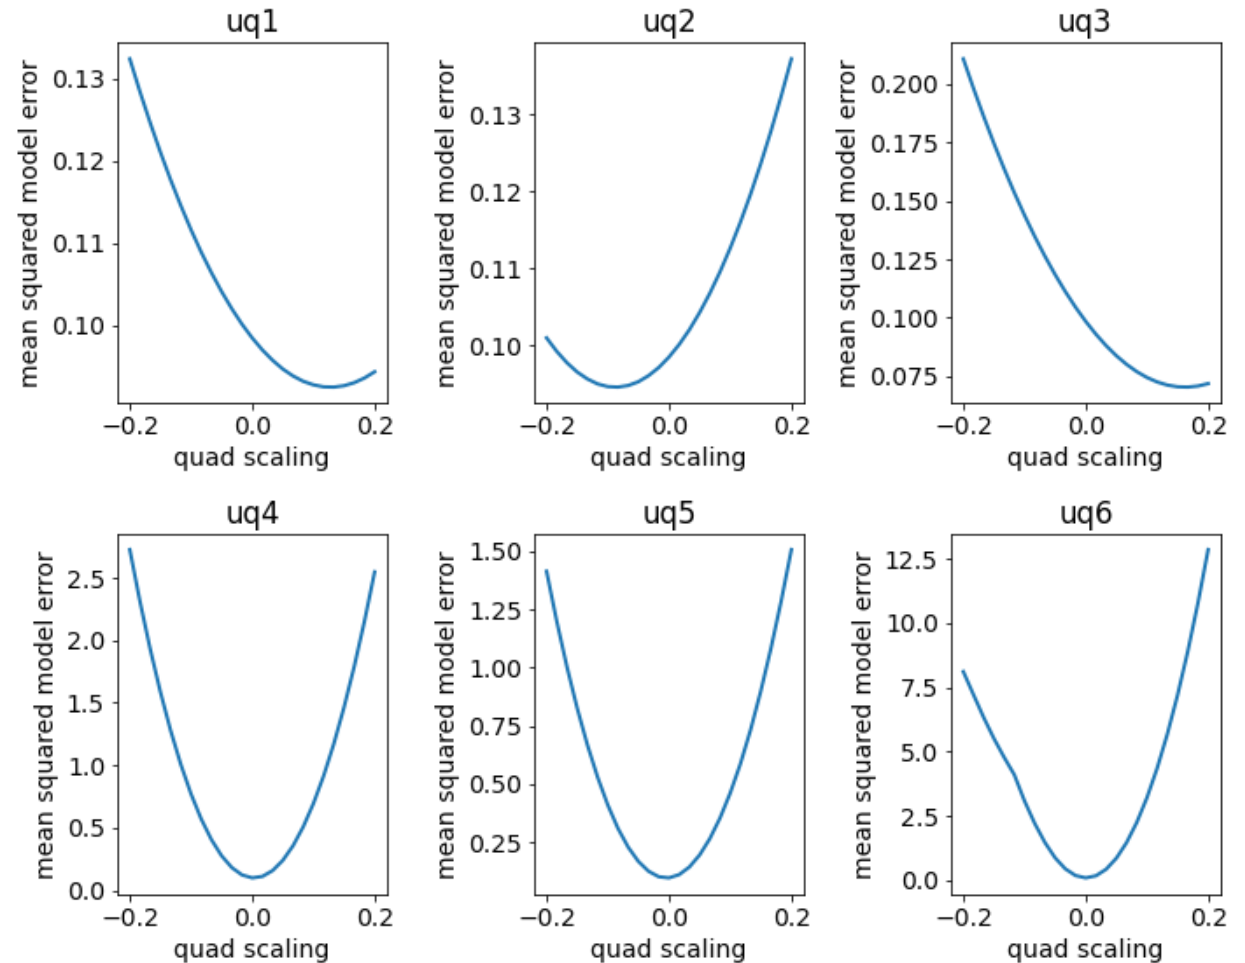 uq1
mean squared model error
0.13
0.12
0.11
0.10
−0.2 0.0 0.2
quad scaling
uq2
mean squared model error
0.13
0.12
0.11
0.10
−0.2 0.0 0.2
quad scaling
uq3
mean squared model error
0.200
0.175
0.150
0.125
0.100
0.075
−0.2 0.0 0.2
quad scaling
uq4
mean squared model error
2.5
2.0
1.5
1.0
0.5
0.0
−0.2 0.0 0.2
quad scaling
uq5
mean squared model error
1.50
1.25
1.00
0.75
0.50
0.25
−0.2 0.0 0.2
quad scaling
uq6
mean squared model error
12.5
10.0
7.5
5.0
2.5
0.0
−0.2 0.0 0.2
quad scaling